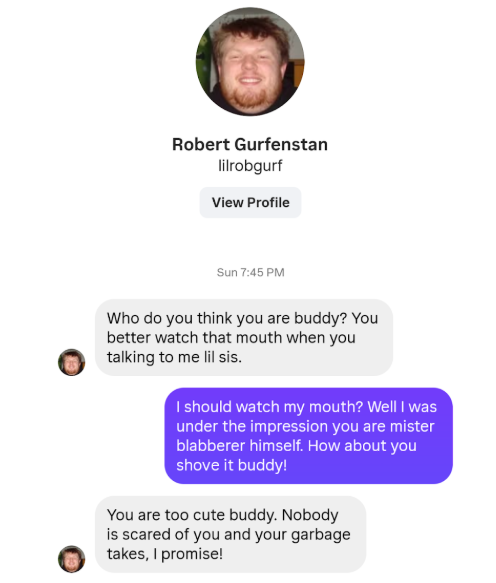 Robert Gurfenstan
lilrobgurf
View Profile
Sun 7:45 PM
Who do you think you are buddy? You
better watch that mouth when you
talking to me lil sis.
I should watch my mouth? Well I was
under the impression you are mister
blabberer himself. How about you
shove it buddy!
You are too cute buddy. Nobody
is scared of you and your garbage
takes, I promise!